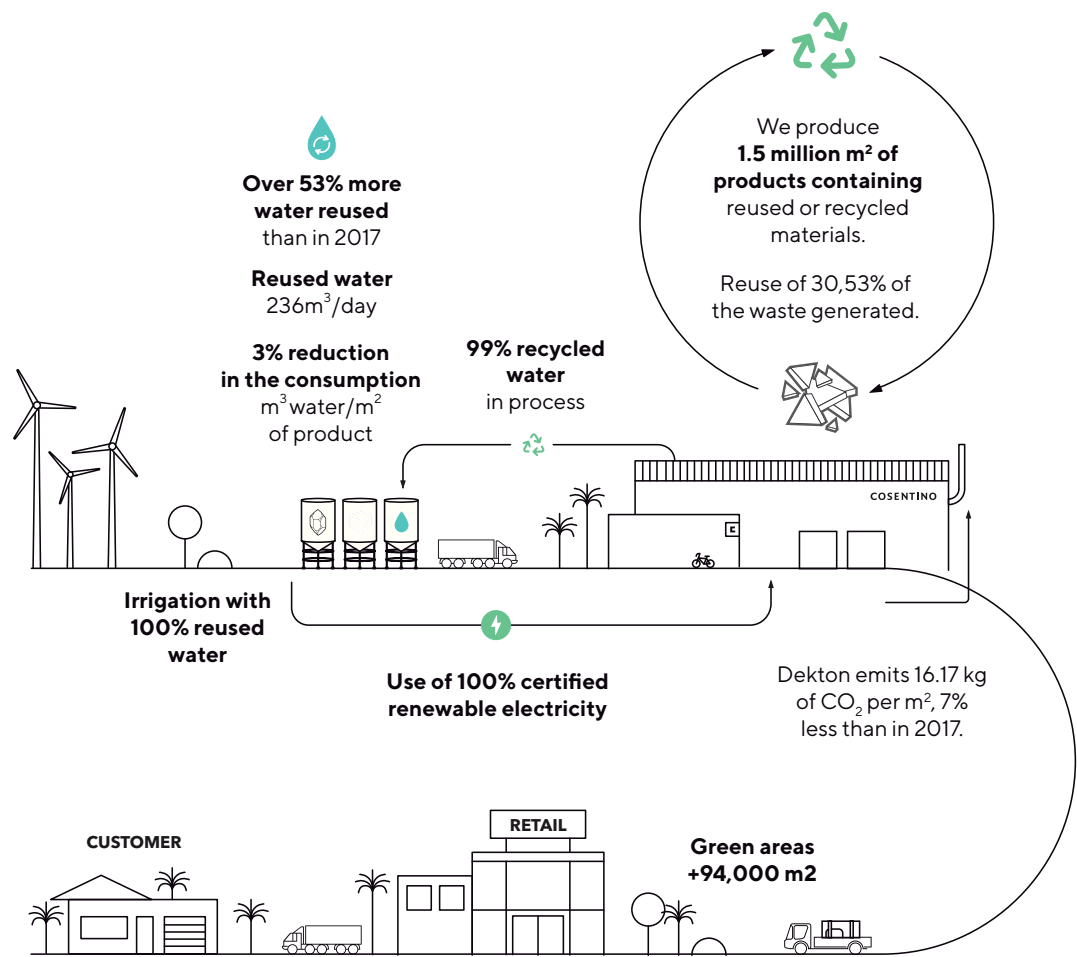 We produce
1.5 million m² of
products containing
reused or recycled
materials.
Reuse of 30,53% of
the waste generated.
Over 53% more
water reused
than in 2017
Reused water
236m³/day
3% reduction
in the consumption
m³ water/m²
of product
99% recycled
water
in process
COSENTINO
Irrigation with
100% reused
water
Use of 100% certified
renewable electricity
Dekton emits 16.17 kg
of CO₂ per m², 7%
less than in 2017.
CUSTOMER
RETAIL
Green areas
+94,000 m2